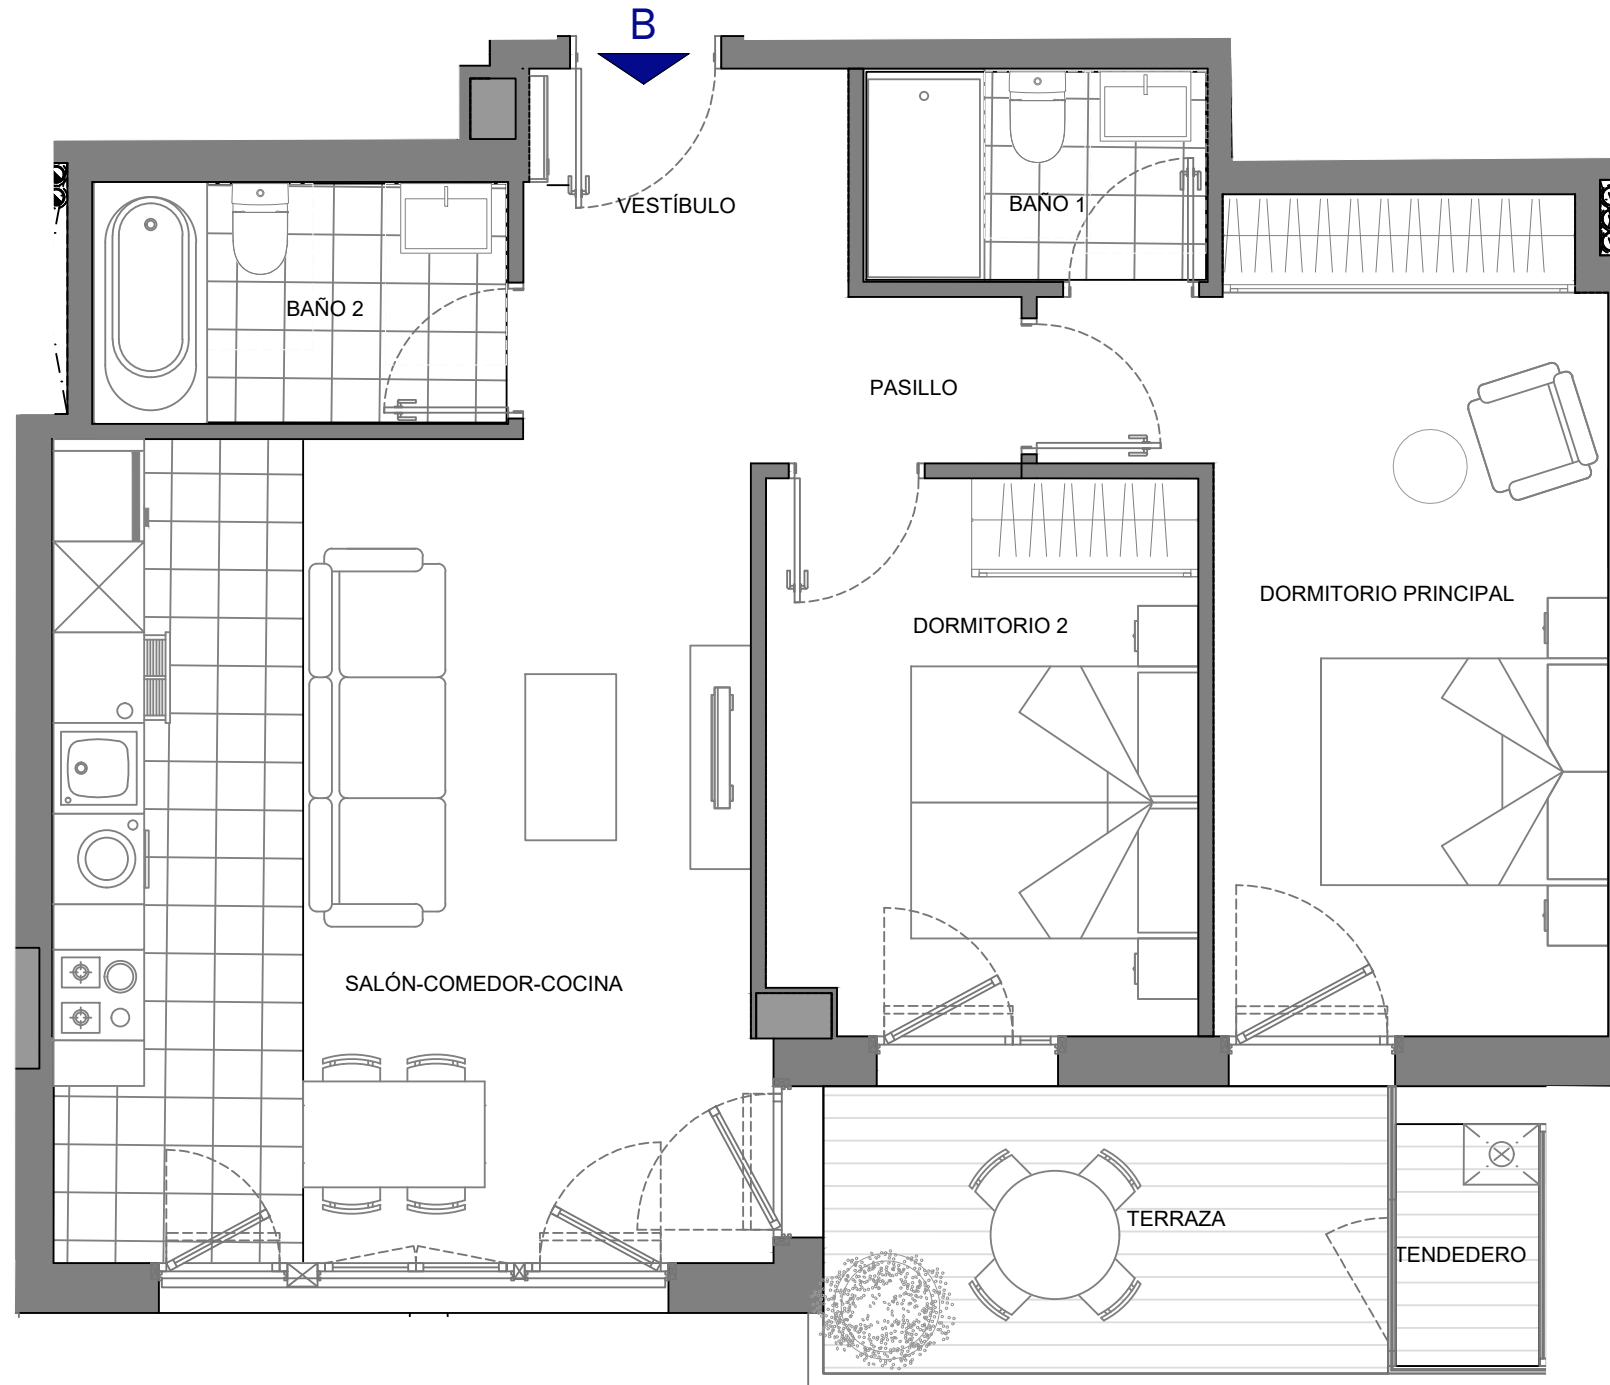 B
VESTÍBULO
BAÑO 1
BAÑO 2
PASILLO
DORMITORIO PRINCIPAL
DORMITORIO 2
SALÓN-COMEDOR-COCINA
TERRAZA
TENDEDERO